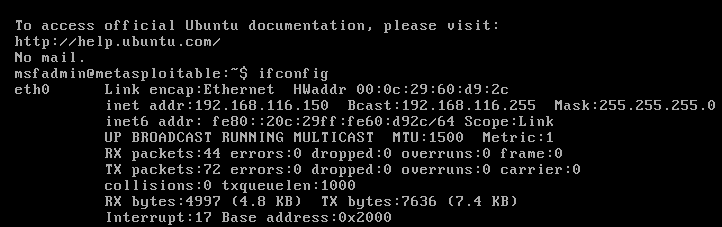 To access official Ubuntu documentation, please visit:
http://help.ubuntu.com/
No mail.
msfadmin@metasploitable:~$ ifconfig
eth0      Link encap:Ethernet  HWaddr 00:0c:29:60:d9:2c
          inet addr:192.168.116.150  Bcast:192.168.116.255  Mask:255.255.255.0
          inet6 addr: fe80::20c:29ff:fe60:d92c/64 Scope:Link
          UP BROADCAST RUNNING MULTICAST  MTU:1500  Metric:1
          RX packets:44 errors:0 dropped:0 overruns:0 frame:0
          TX packets:72 errors:0 dropped:0 overruns:0 carrier:0
          collisions:0 txqueuelen:1000
          RX bytes:4997 (4.8 KB)  TX bytes:7636 (7.4 KB)
          Interrupt:17 Base address:0x2000